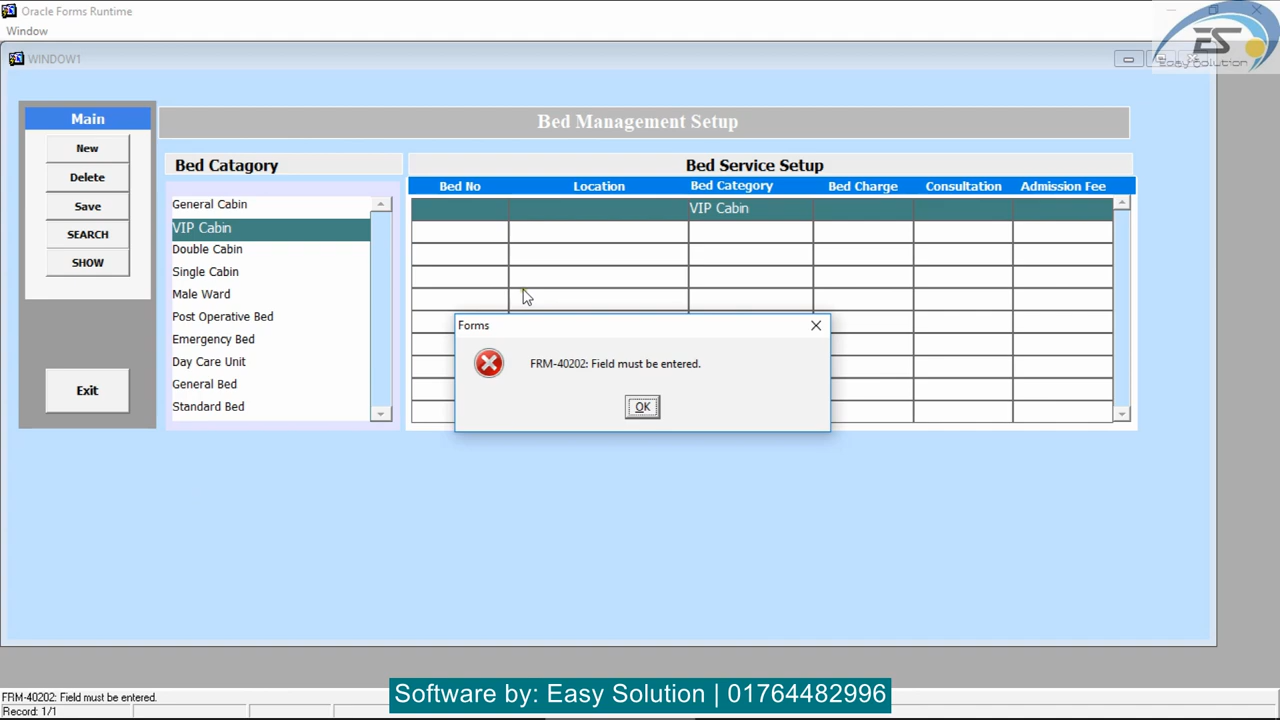 Oracle Forms Runtime
Window
WINDOW1
ES
Easy Solution
Main
New
Delete
Save
SEARCH
SHOW
Exit
Bed Management Setup
Bed Catagory
General Cabin
VIP Cabin
Double Cabin
Single Cabin
Male Ward
Post Operative Bed
Emergency Bed
Day Care Unit
General Bed
Standard Bed
Bed Service Setup
Bed No Location Bed Category Bed Charge Consultation Admission Fee
VIP Cabin
Forms
FRM-40202: Field must be entered.
OK
FRM-40202: Field must be entered.
Record: 1/1
Software by: Easy Solution | 01764482996